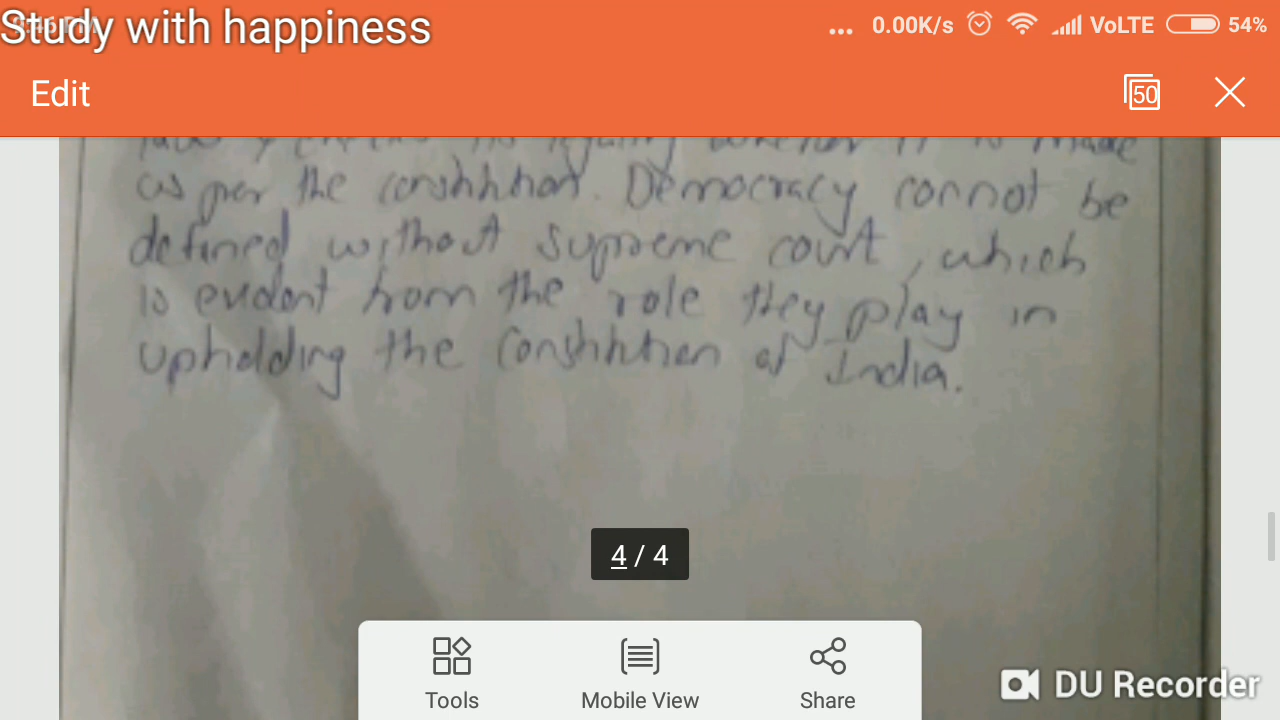 Study with happiness
... 0.00K/s VoLTE 54%
Edit
50
made
as per the constitution. Democracy connot be
defined without supreme court, which
is evident from the role they play in
upholding the constitution of India.
4 / 4
Tools Mobile View Share
DU Recorder